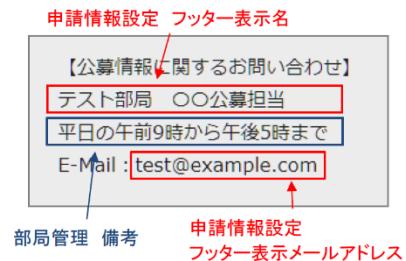 申請情報設定 フッター表示名
【公募情報に関するお問い合わせ】
テスト部局 〇〇公募担当
平日の午前9時から午後5時まで
E-Mail:test@example.com
部局管理 備考
申請情報設定
フッター表示メールアドレス